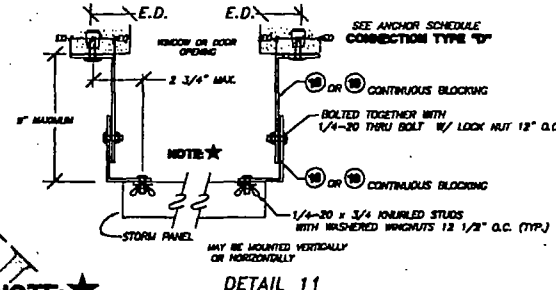 E.D.
E.D.
SEE ANCHOR SCHEDULE
CONNECTION TYPE "D"
WINDOW OR DOOR
OPENING
2 3/4" MAX.
OR CONTINUOUS BLOCKING
MAXIMUM
BOLTED TOGETHER WITH
1/4-20 THRU BOLT W/ LOCK NUT 12" O.C.
NOTE:★
OR CONTINUOUS BLOCKING
1/4-20 x 3/4 KNURLED STUDS
WITH WASHERED WINGNUTS 12 1/2" O.C. (TYP.)
STORM PANEL
MAY BE MOUNTED VERTICALLY
OR HORIZONTALLY
NOTE:★
DETAIL 11